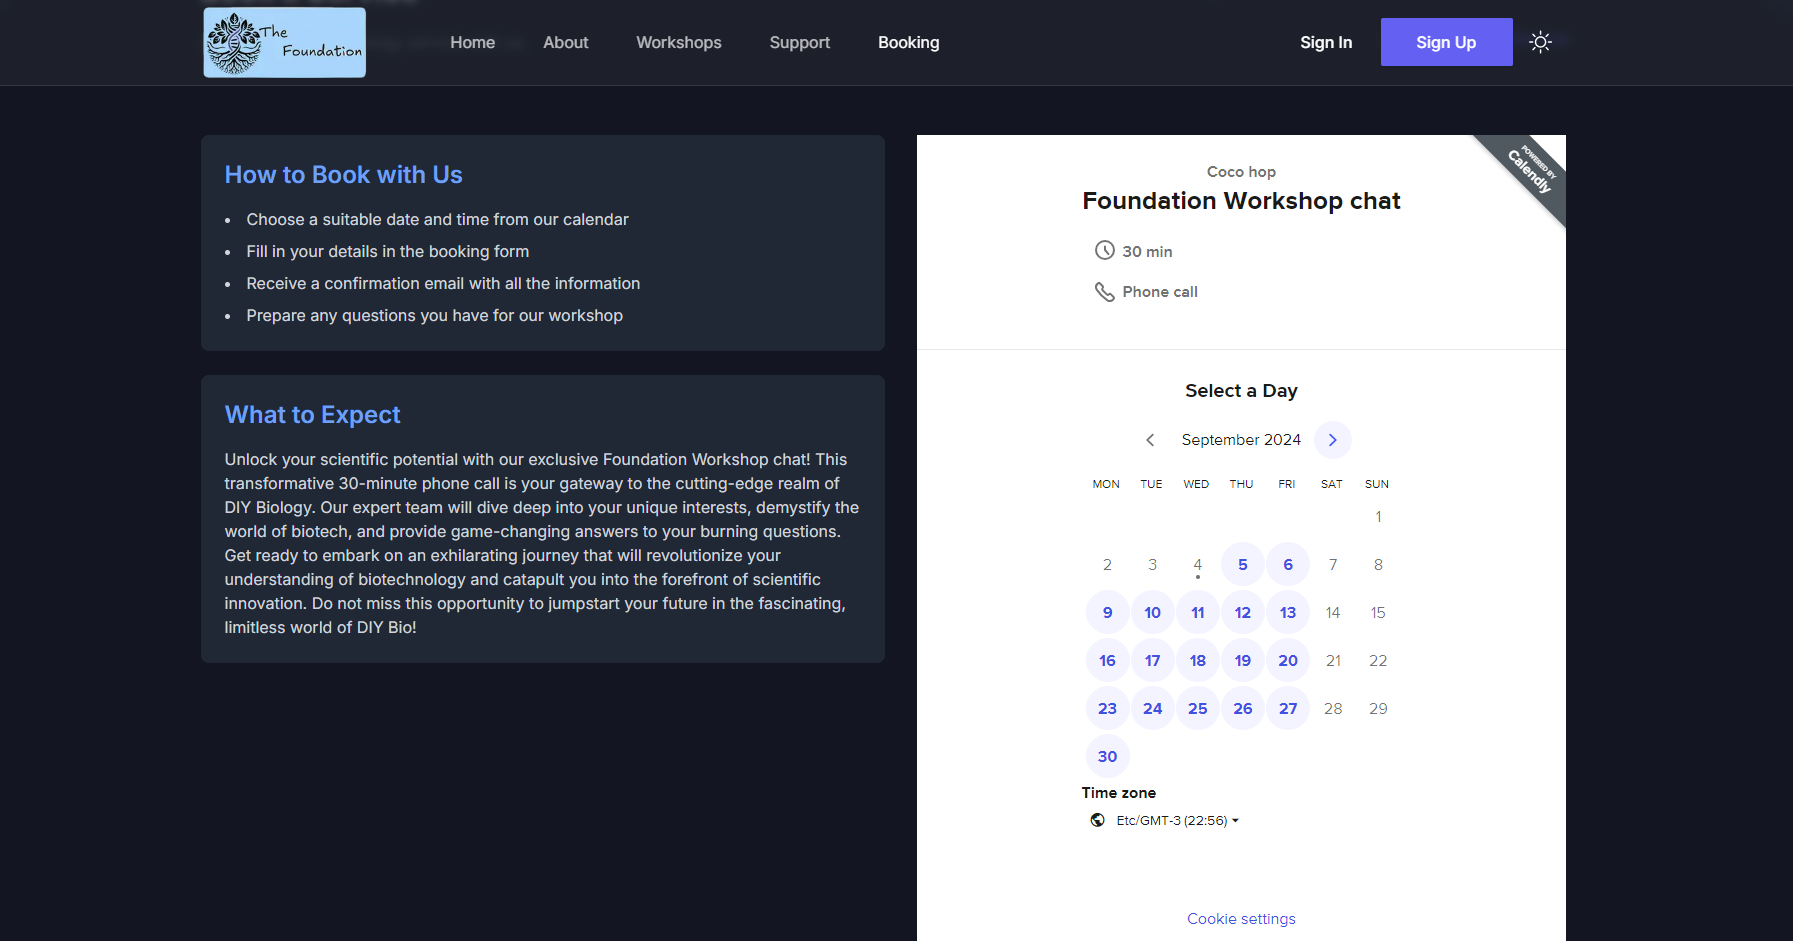 The
Foundation
Home
About
Workshops
Support
Booking
Sign In
Sign Up
How to Book with Us
• Choose a suitable date and time from our calendar
• Fill in your details in the booking form
• Receive a confirmation email with all the information
• Prepare any questions you have for our workshop
What to Expect
Unlock your scientific potential with our exclusive Foundation Workshop chat! This
transformative 30-minute phone call is your gateway to the cutting-edge realm of
DIY Biology. Our expert team will dive deep into your unique interests, demystify the
world of biotech, and provide game-changing answers to your burning questions.
Get ready to embark on an exhilarating journey that will revolutionize your
understanding of biotechnology and catapult you into the forefront of scientific
innovation. Do not miss this opportunity to jumpstart your future in the fascinating,
limitless world of DIY Bio!
POWERED BY
Calendly
Coco hop
Foundation Workshop chat
30 min
Phone call
Select a Day
September 2024
MON TUE WED THU FRI SAT SUN
1
2 3 4 5 6 7 8
9 10 11 12 13 14 15
16 17 18 19 20 21 22
23 24 25 26 27 28 29
30
Time zone
Etc/GMT-3 (22:56)
Cookie settings